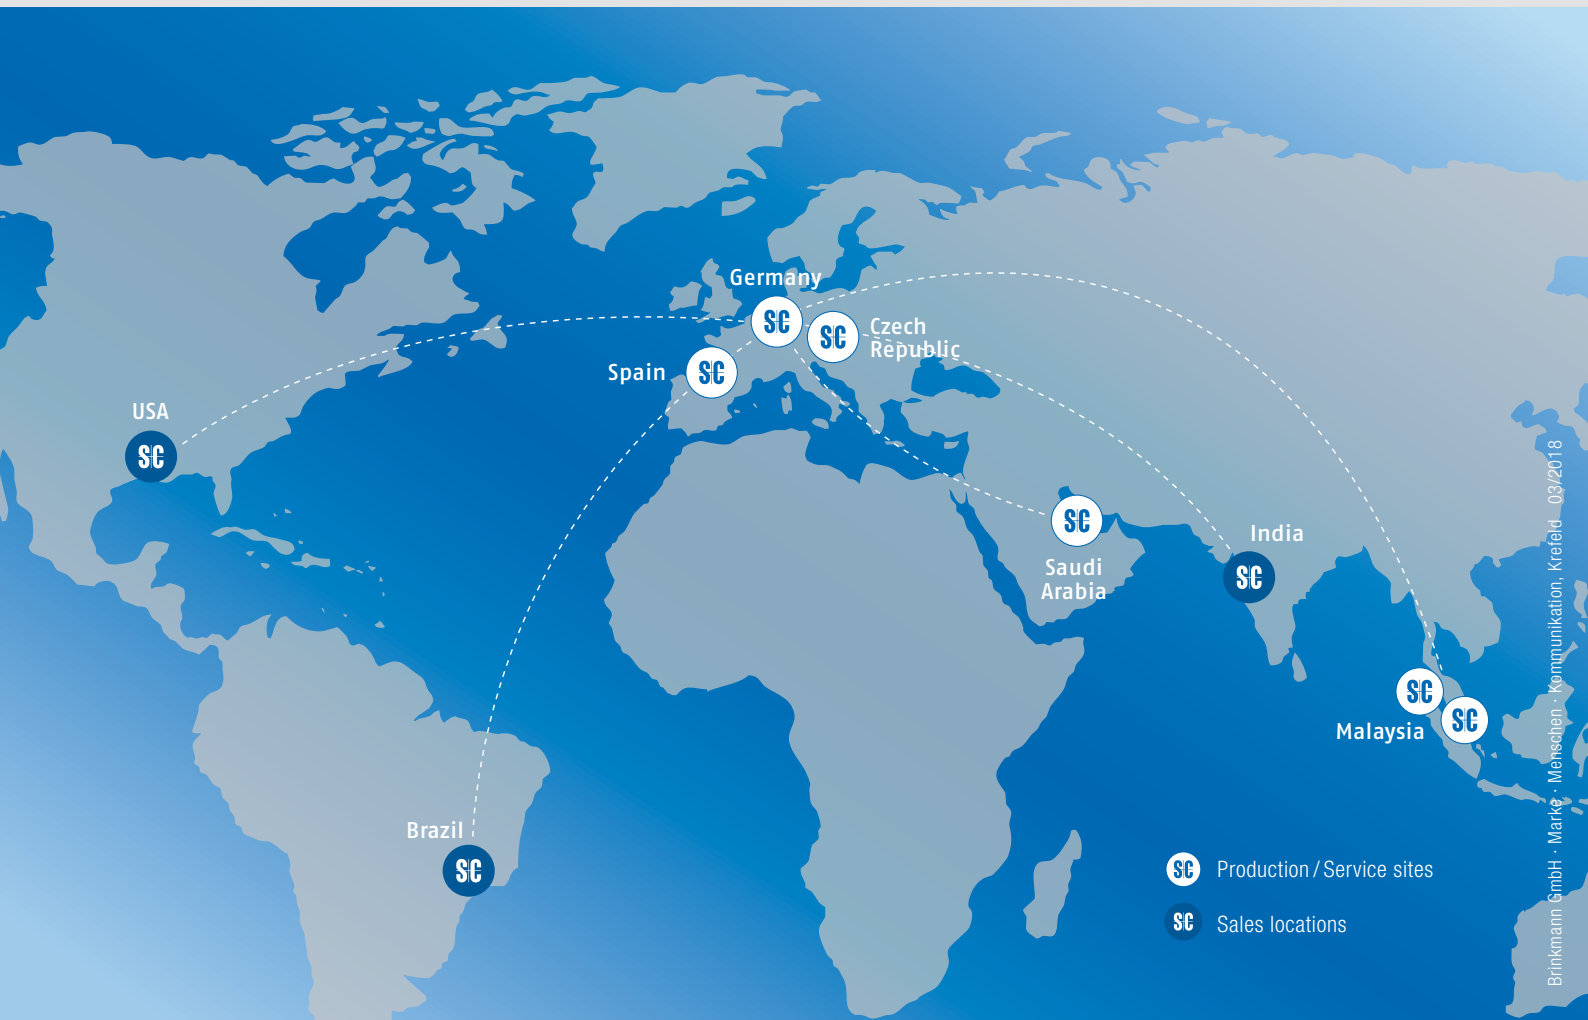 Germany
SC
SC
Czech
Republic
Spain
SC
USA
SC
SC
Saudi
Arabia
India
SC
SC
SC
Malaysia
Brazil
SC
SC Production / Service sites
SC Sales locations
Brinkmann GmbH · Marke · Menschen · Kommunikation, Krefeld 03/2018